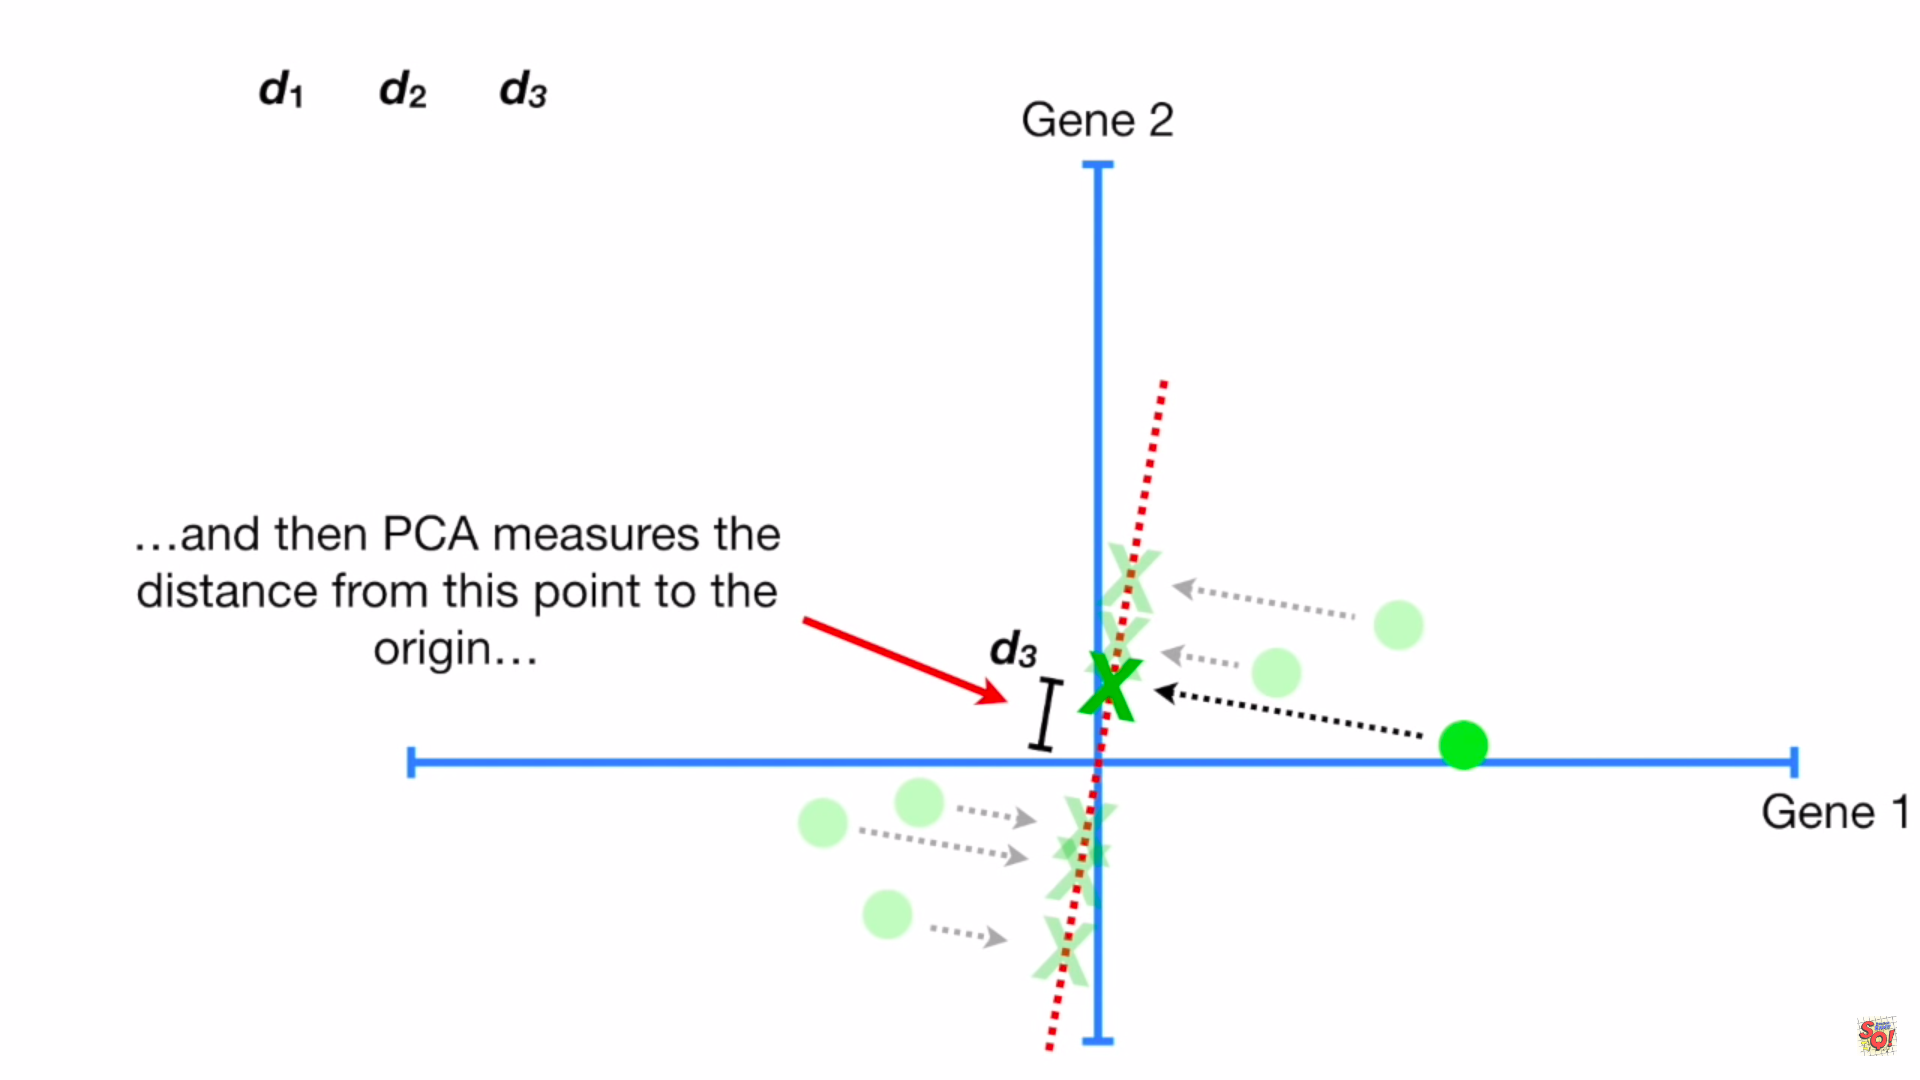 d₁ d₂ d₃
Gene 2
…and then PCA measures the
distance from this point to the
origin…
d₃
Gene 1
SQ!